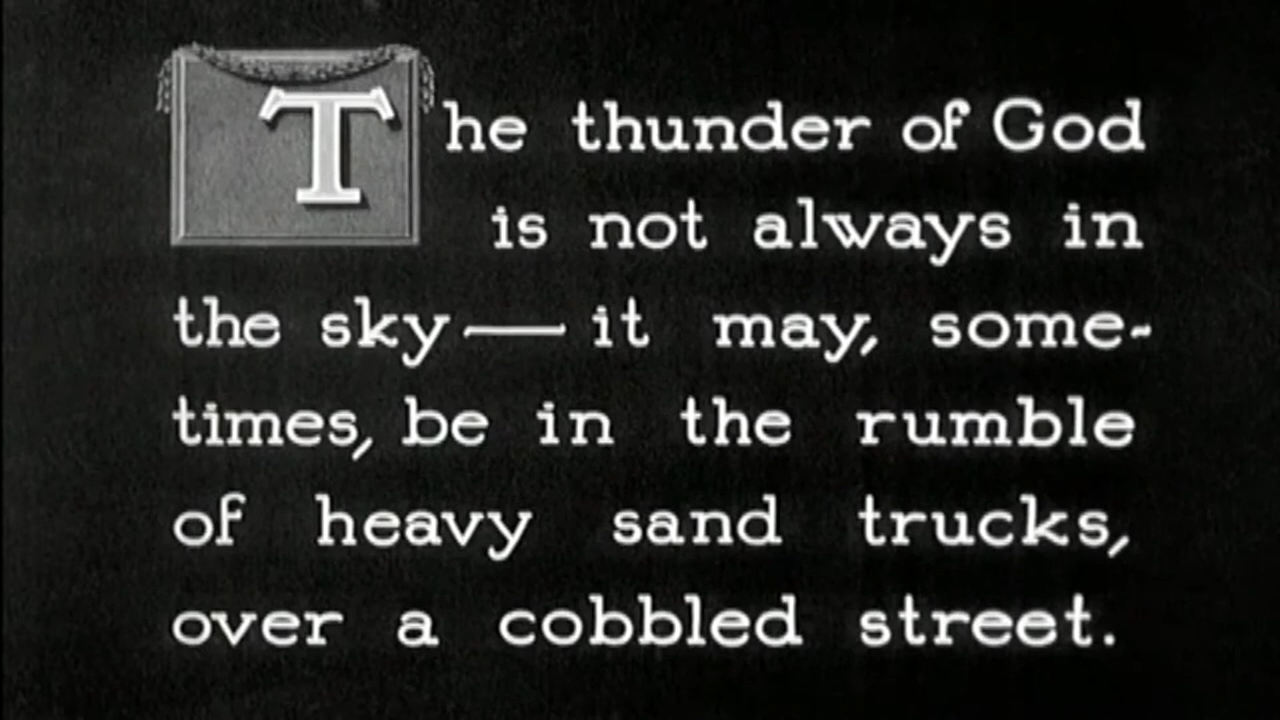 The thunder of God
is not always in
the sky — it may, some-
times, be in the rumble
of heavy sand trucks,
over a cobbled street.